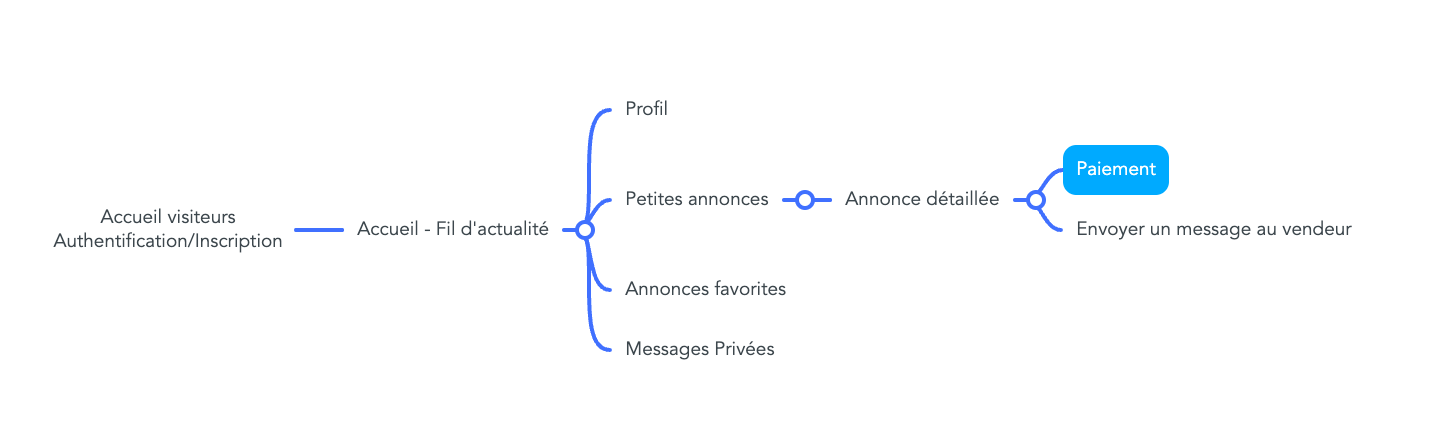 Accueil visiteurs
Authentification/Inscription
Accueil - Fil d'actualité
Profil
Petites annonces
Annonce détaillée
Paiement
Envoyer un message au vendeur
Annonces favorites
Messages Privées